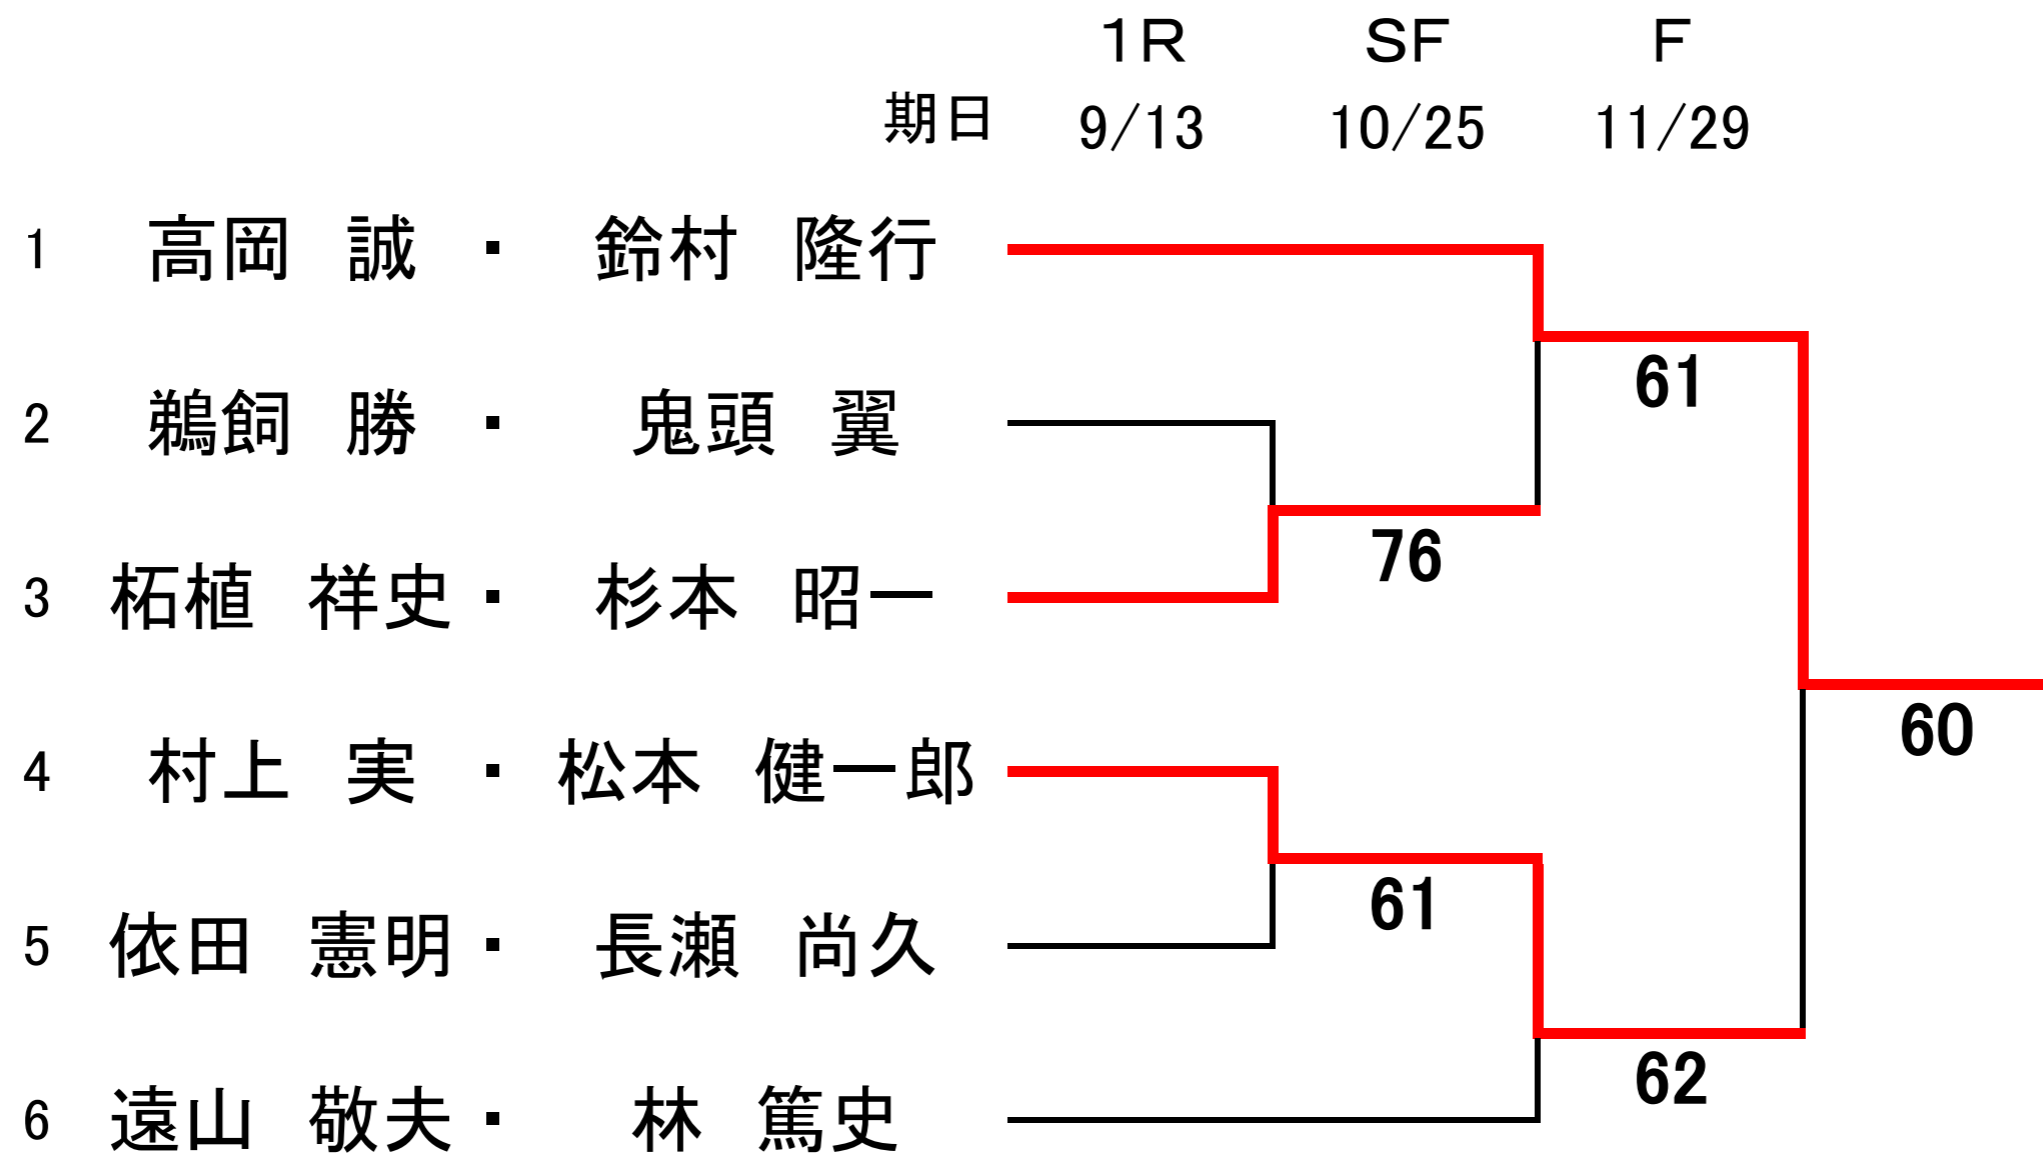 1R SF F
期日 9/13 10/25 11/29
1 高岡 誠 ・ 鈴村 隆行
61
2 鵜飼 勝 ・ 鬼頭 翼
76
3 柘植 祥史 ・ 杉本 昭一
60
4 村上 実 ・ 松本 健一郎
61
5 依田 憲明 ・ 長瀬 尚久
62
6 遠山 敬夫 ・ 林 篤史